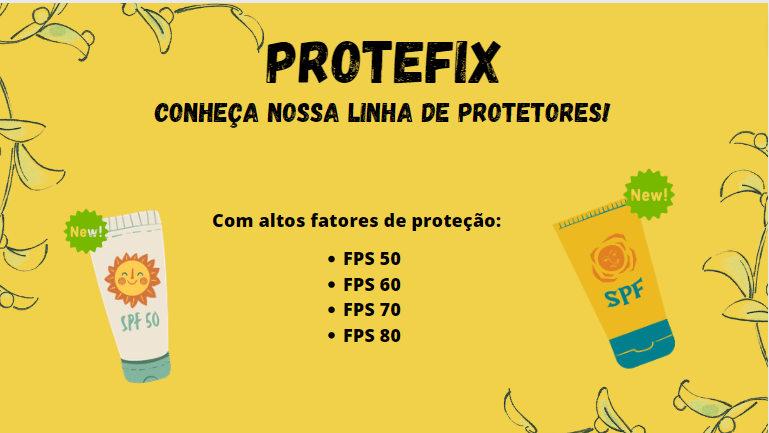 PROTEFIX
CONHEÇA NOSSA LINHA DE PROTETORES!
Com altos fatores de proteção:
• FPS 50
• FPS 60
• FPS 70
• FPS 80
New!
SPF 50
New!
SPF